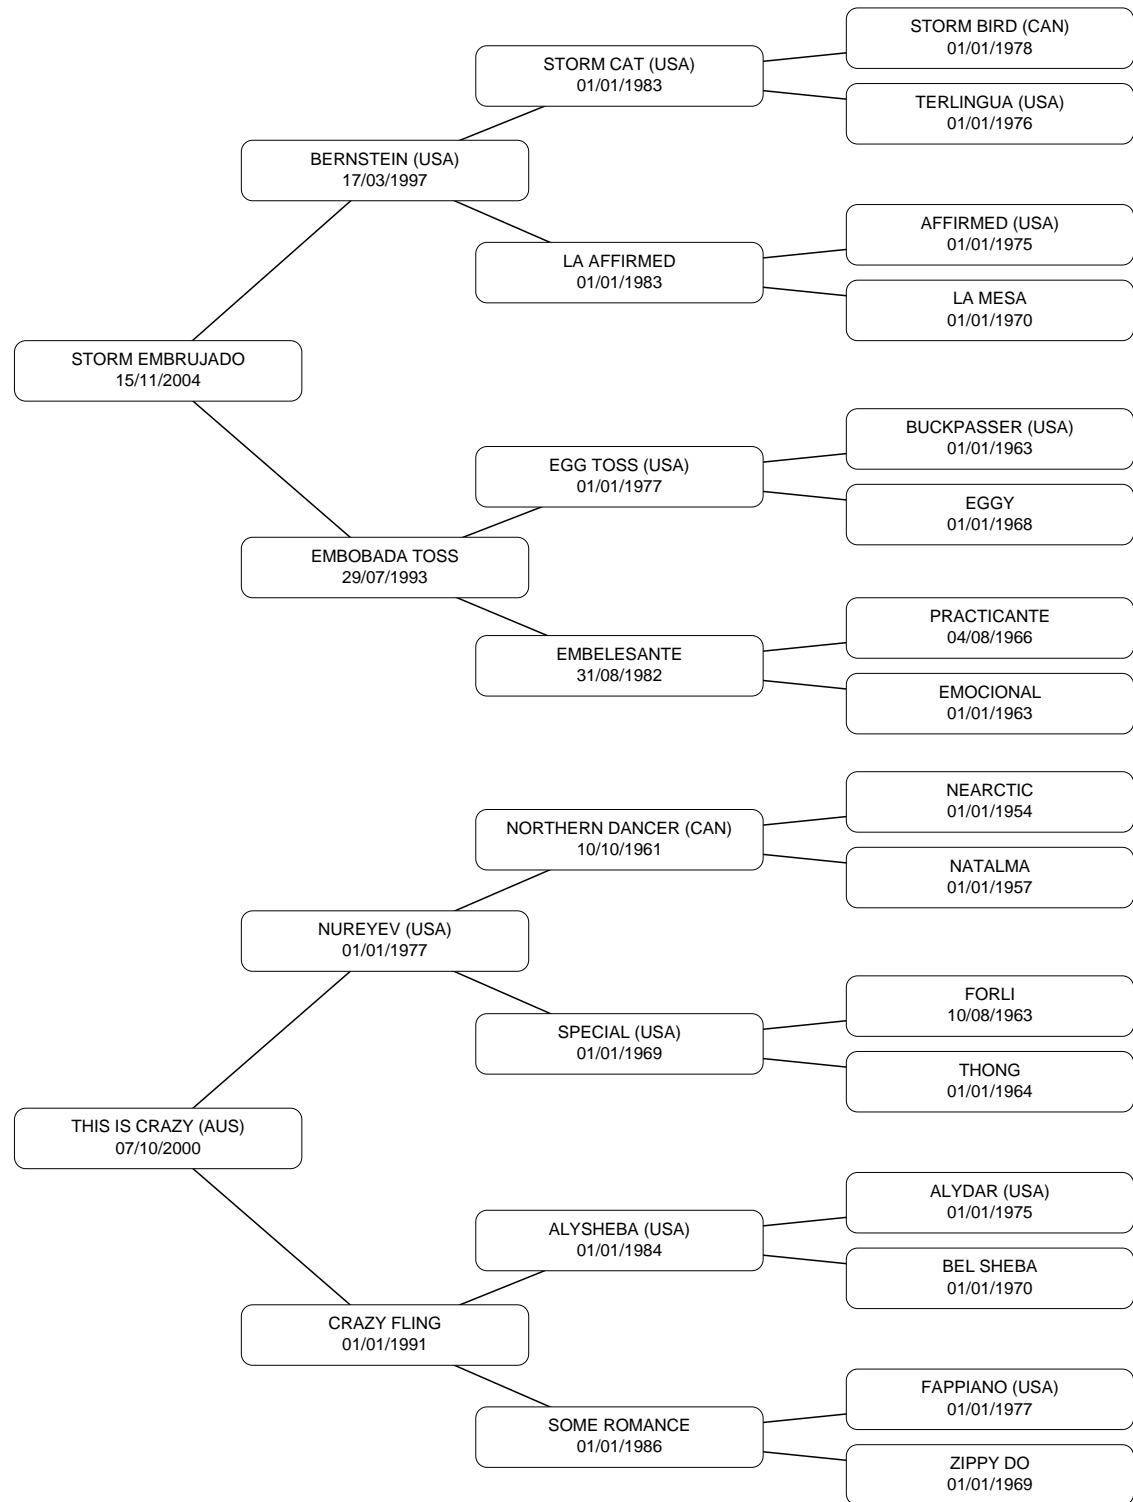 STORM BIRD (CAN)
01/01/1978
STORM CAT (USA)
01/01/1983
TERLINGUA (USA)
01/01/1976
BERNSTEIN (USA)
17/03/1997
AFFIRMED (USA)
01/01/1975
LA AFFIRMED
01/01/1983
LA MESA
01/01/1970
STORM EMBRUJADO
15/11/2004
BUCKPASSER (USA)
01/01/1963
EGG TOSS (USA)
01/01/1977
EGGY
01/01/1968
EMBOBADA TOSS
29/07/1993
PRACTICANTE
04/08/1966
EMBELESANTE
31/08/1982
EMOCIONAL
01/01/1963
NEARCTIC
01/01/1954
NORTHERN DANCER (CAN)
10/10/1961
NATALMA
01/01/1957
NUREYEV (USA)
01/01/1977
FORLI
10/08/1963
SPECIAL (USA)
01/01/1969
THONG
01/01/1964
THIS IS CRAZY (AUS)
07/10/2000
ALYDAR (USA)
01/01/1975
ALYSHEBA (USA)
01/01/1984
BEL SHEBA
01/01/1970
CRAZY FLING
01/01/1991
FAPPIANO (USA)
01/01/1977
SOME ROMANCE
01/01/1986
ZIPPY DO
01/01/1969